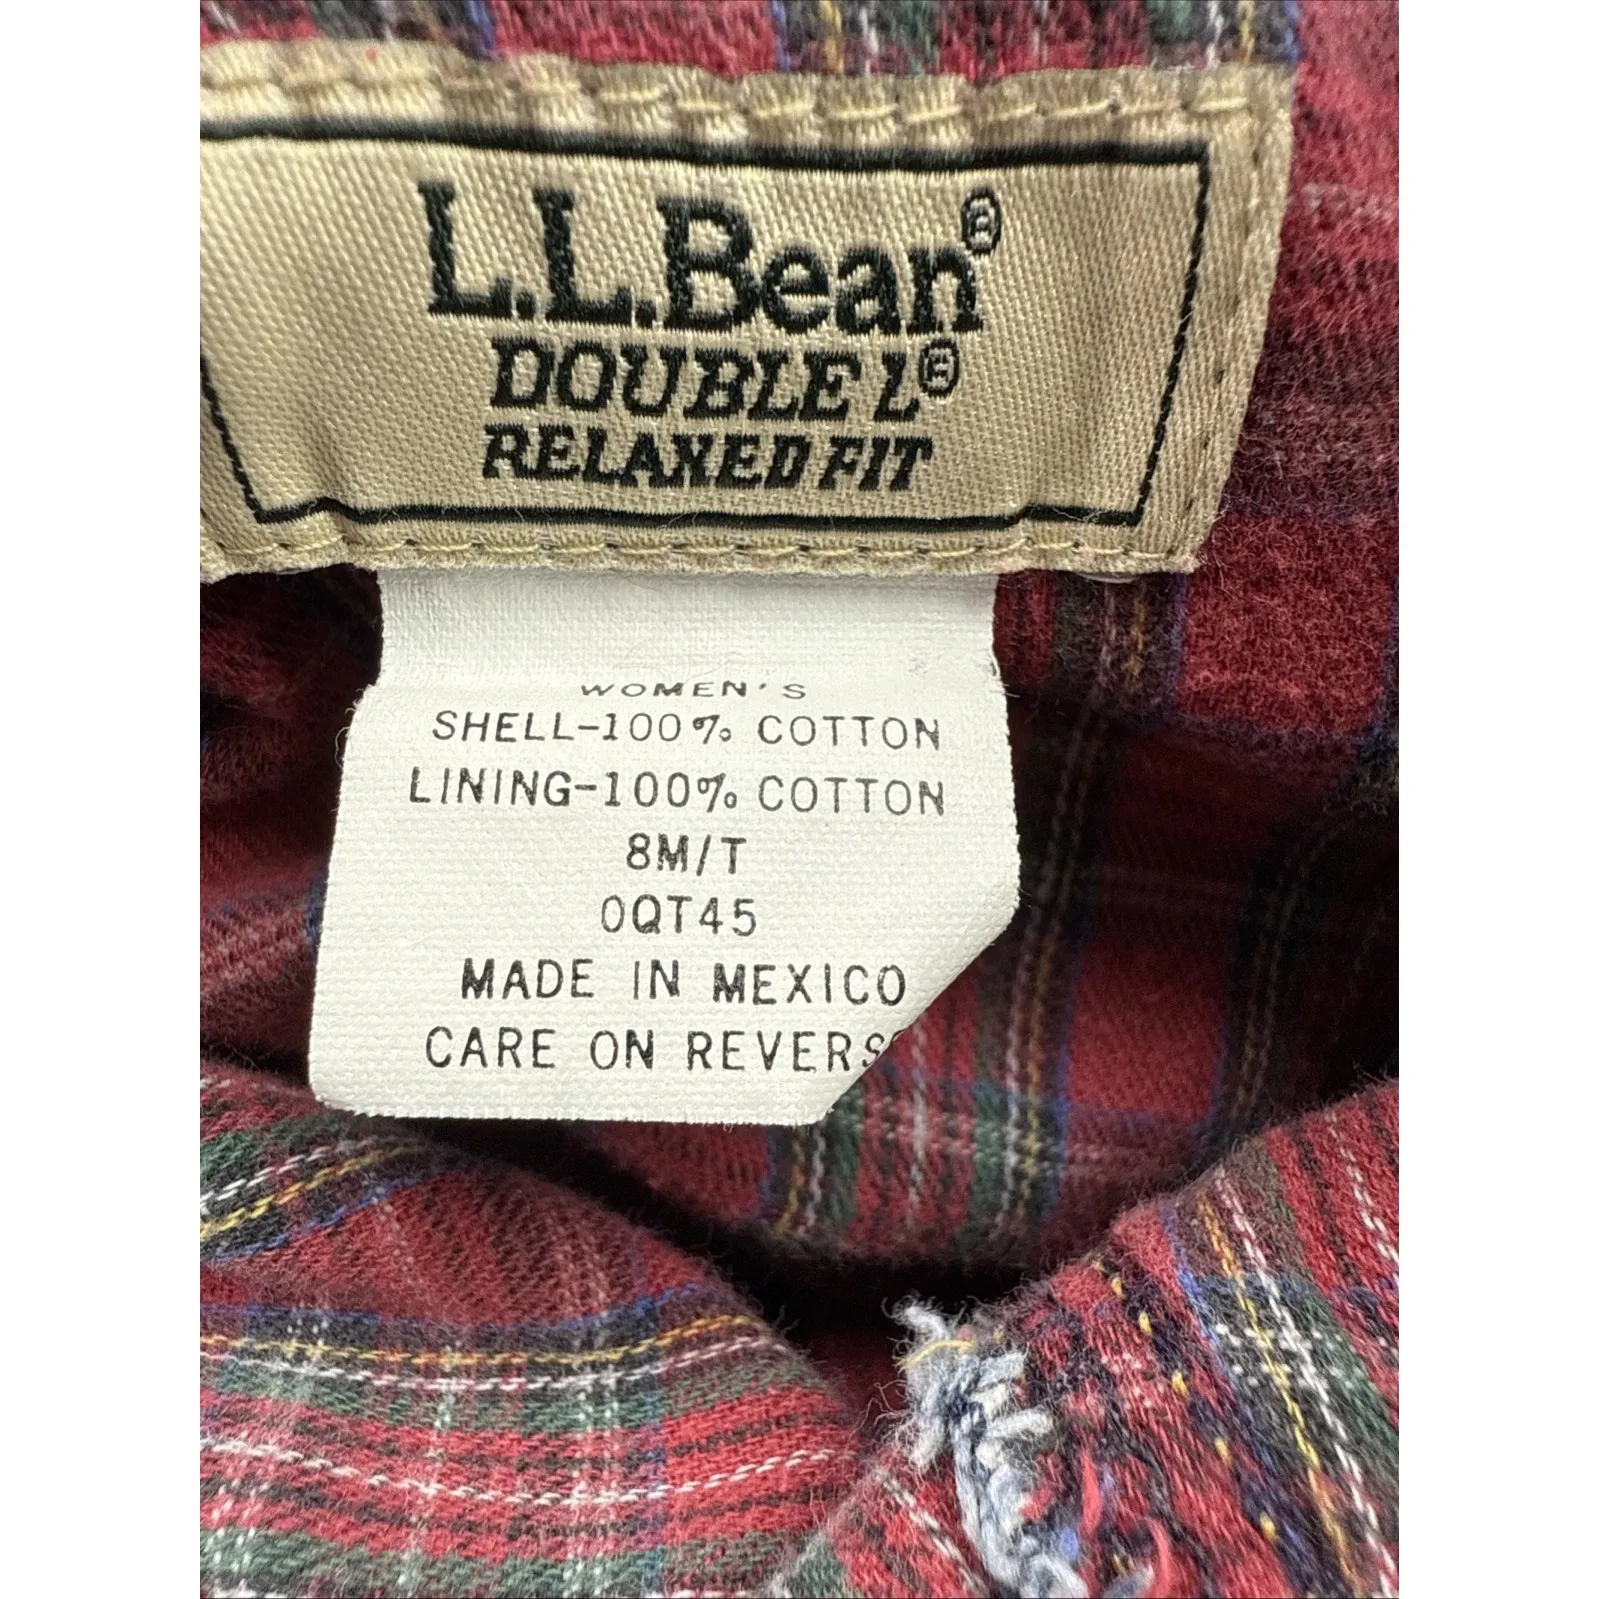 L.L.Bean®
DOUBLE L®
RELAXED FIT
WOMEN'S
SHELL-100% COTTON
LINING-100% COTTON
8M/T
0QT45
MADE IN MEXICO
CARE ON REVERS